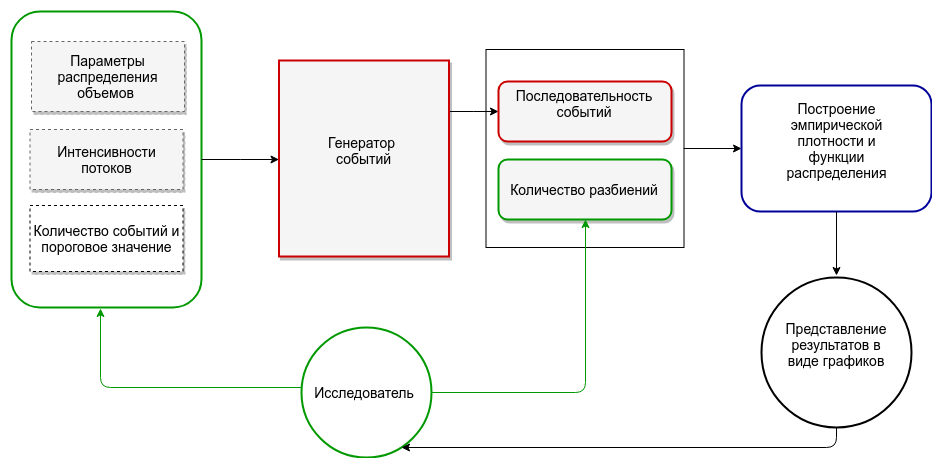 Параметры
распределения
объемов
Интенсивности
потоков
Количество событий и
пороговое значение
Генератор
событий
Последовательность
событий
Количество разбиений
Построение
эмпирической
плотности и
функции
распределения
Представление
результатов в
виде графиков
Исследователь